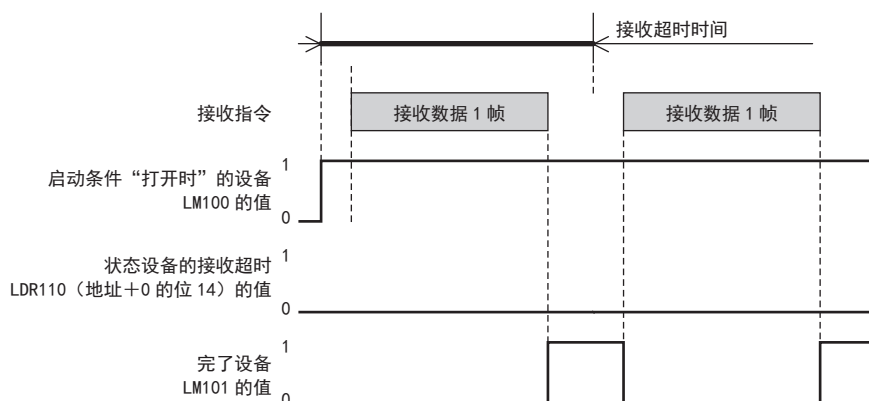 接收超时时间
接收指令
接收数据 1 帧
接收数据 1 帧
启动条件“打开时”的设备
LM100 的值
1
0
状态设备的接收超时
LDR110（地址＋0 的位 14）的值
1
0
完了设备
LM101 的值
1
0